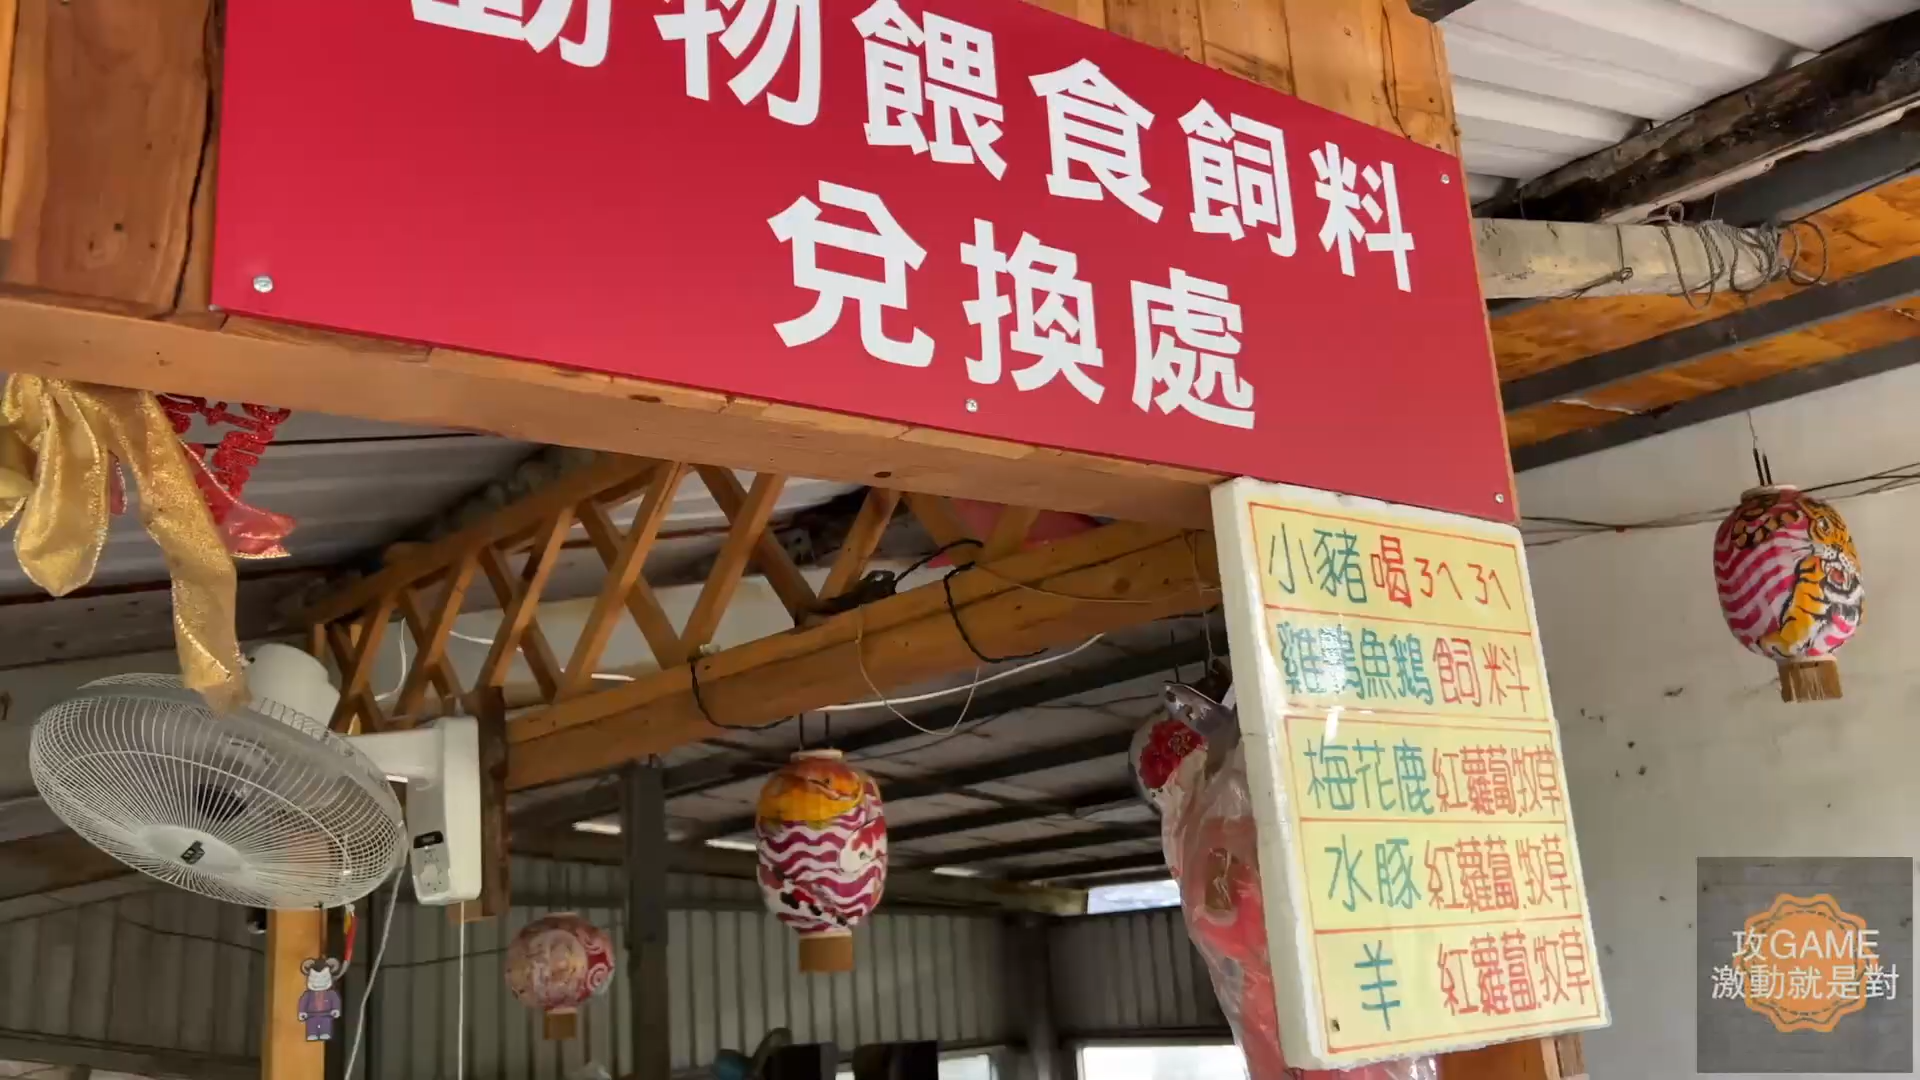 動物餵食飼料
兌換處
小豬喝ㄋㄟㄋㄟ
雞鴨魚鵝飼料
梅花鹿紅蘿蔔.牧草
水豚紅蘿蔔.牧草
羊 紅蘿蔔.牧草
攻GAME
激動就是對